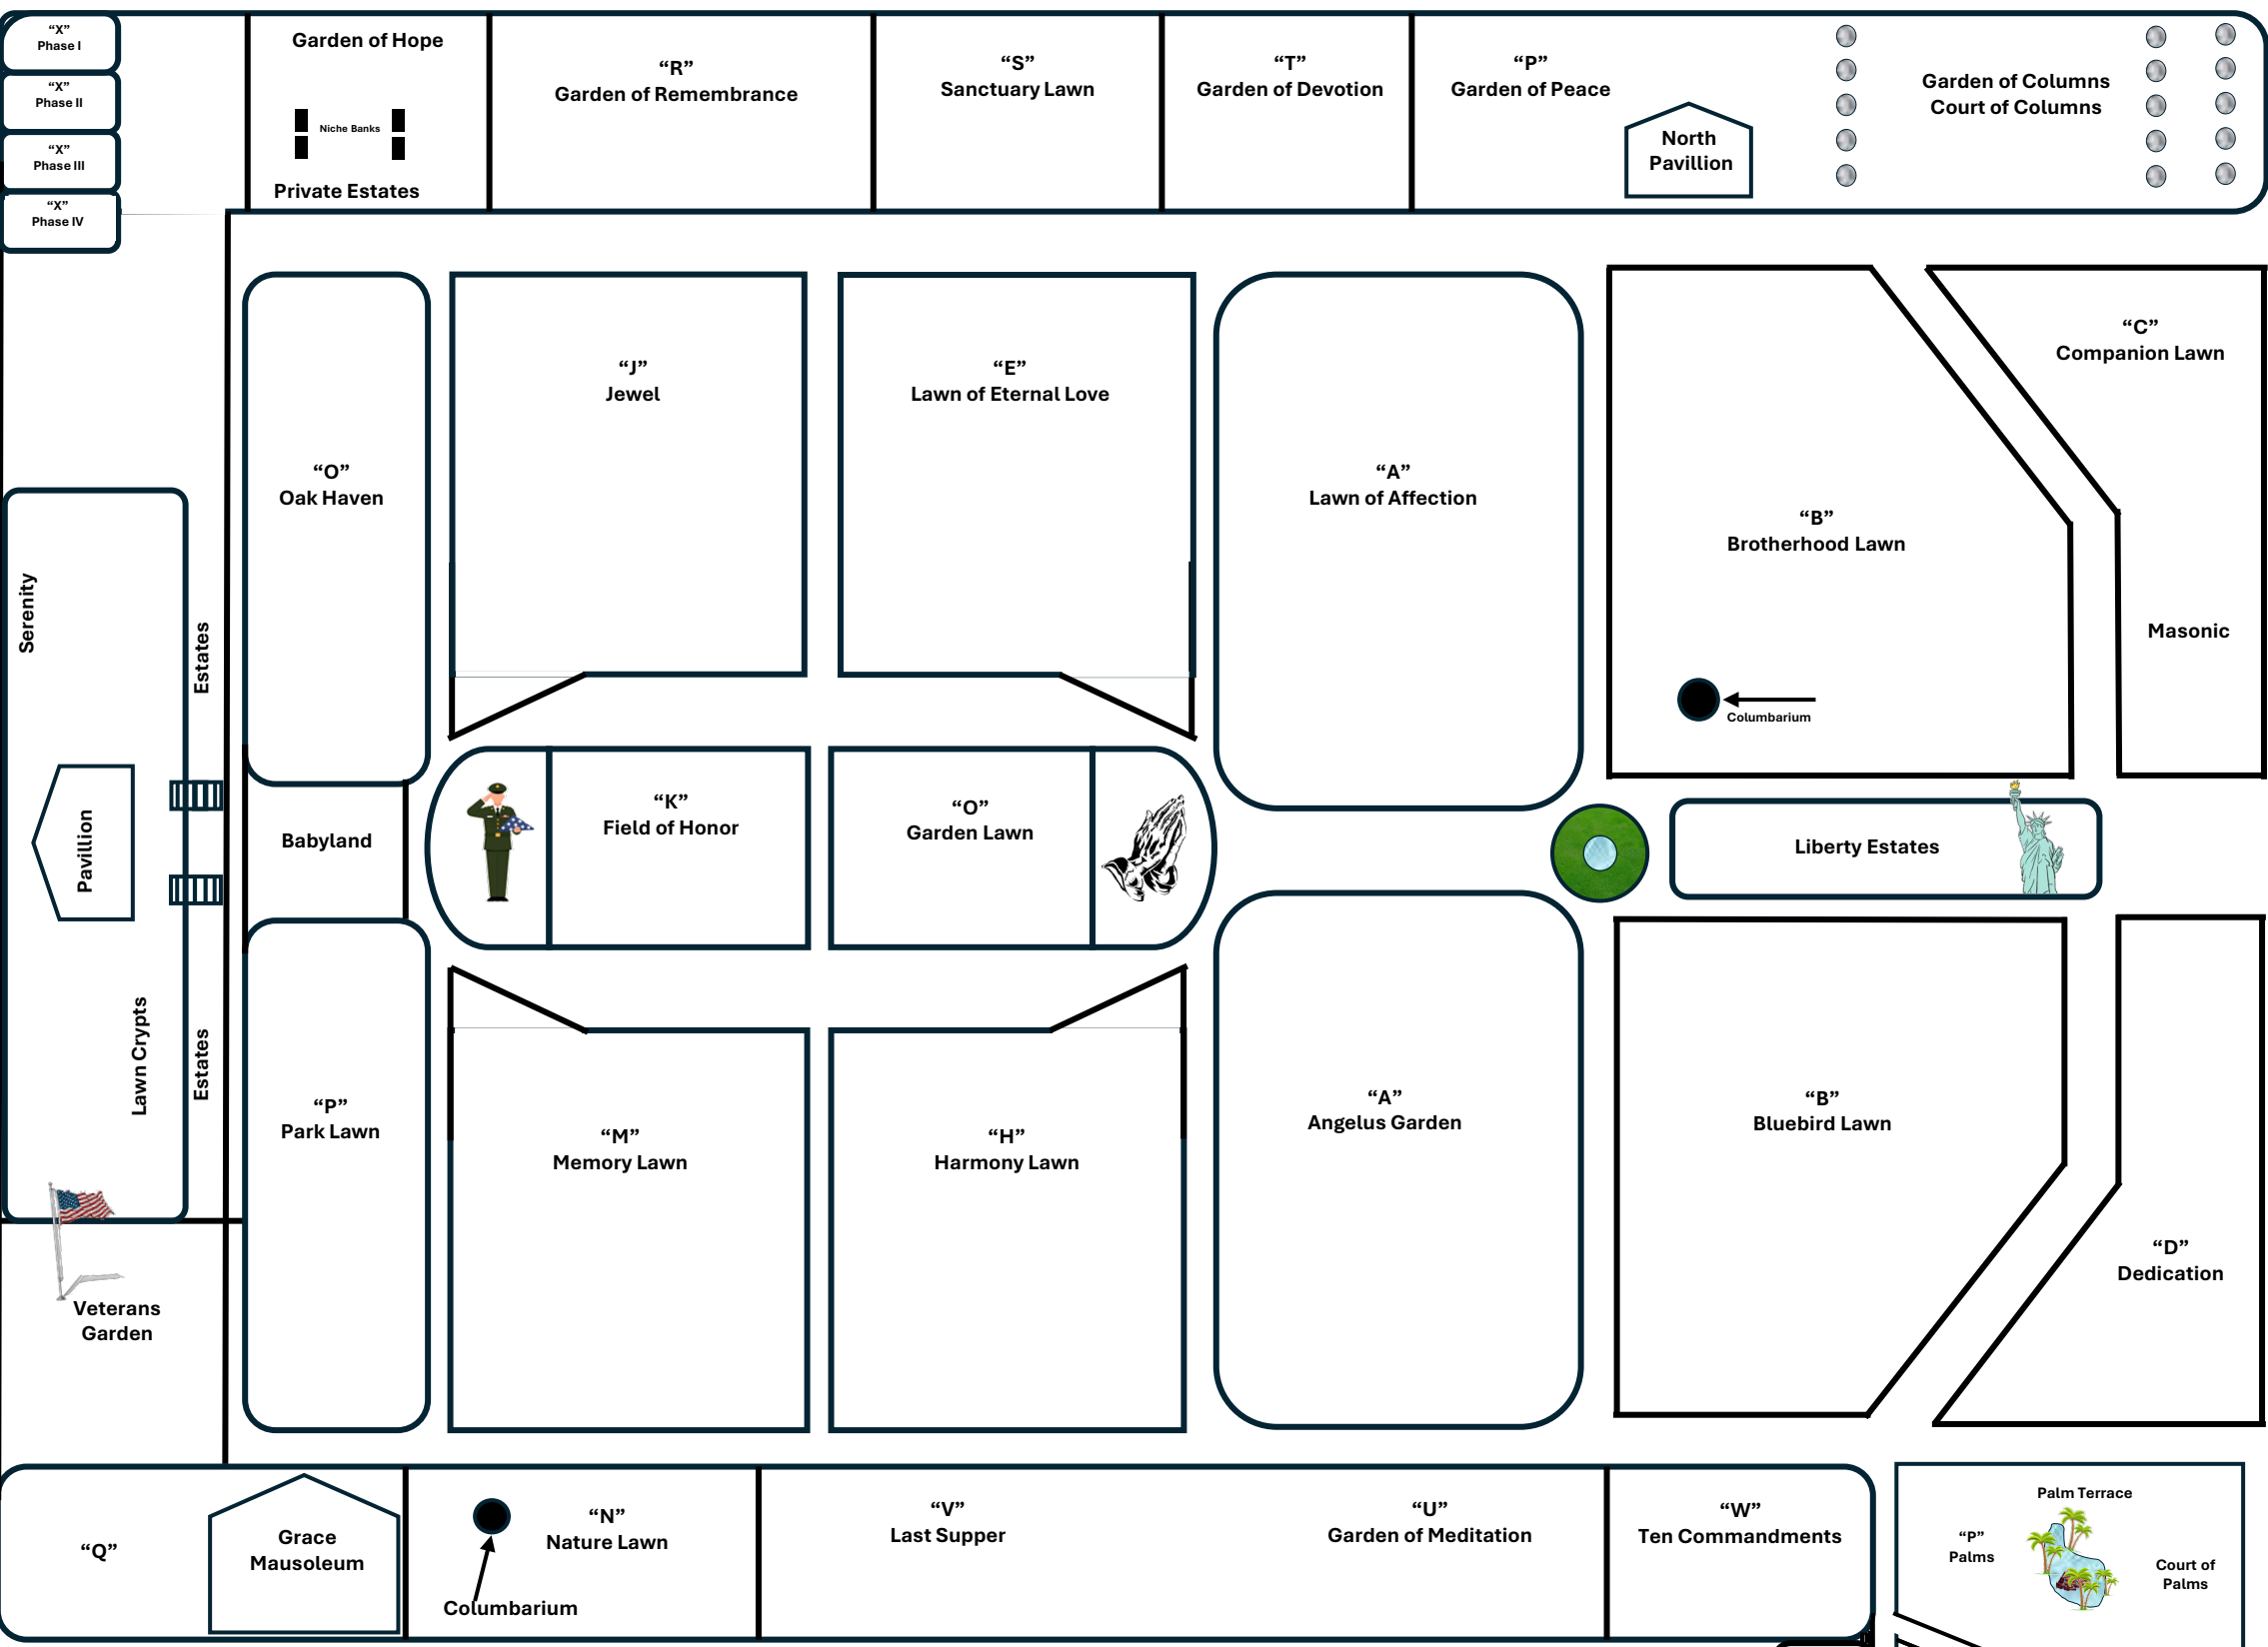 “X”
Phase I
“X”
Phase II
“X”
Phase III
“X”
Phase IV
Garden of Hope
Niche Banks
Private Estates
“R”
Garden of Remembrance
“S”
Sanctuary Lawn
“T”
Garden of Devotion
“P”
Garden of Peace
North
Pavillion
Garden of Columns
Court of Columns
“O”
Oak Haven
“J”
Jewel
“E”
Lawn of Eternal Love
“A”
Lawn of Affection
“B”
Brotherhood Lawn
Columbarium
“C”
Companion Lawn
Masonic
Serenity
Estates
Pavillion
Lawn Crypts
Estates
Babyland
“K”
Field of Honor
“O”
Garden Lawn
Liberty Estates
“P”
Park Lawn
“M”
Memory Lawn
“H”
Harmony Lawn
“A”
Angelus Garden
“B”
Bluebird Lawn
“D”
Dedication
Veterans
Garden
“Q”
Grace
Mausoleum
“N”
Nature Lawn
Columbarium
“V”
Last Supper
“U”
Garden of Meditation
“W”
Ten Commandments
Palm Terrace
“P”
Palms
Court of
Palms